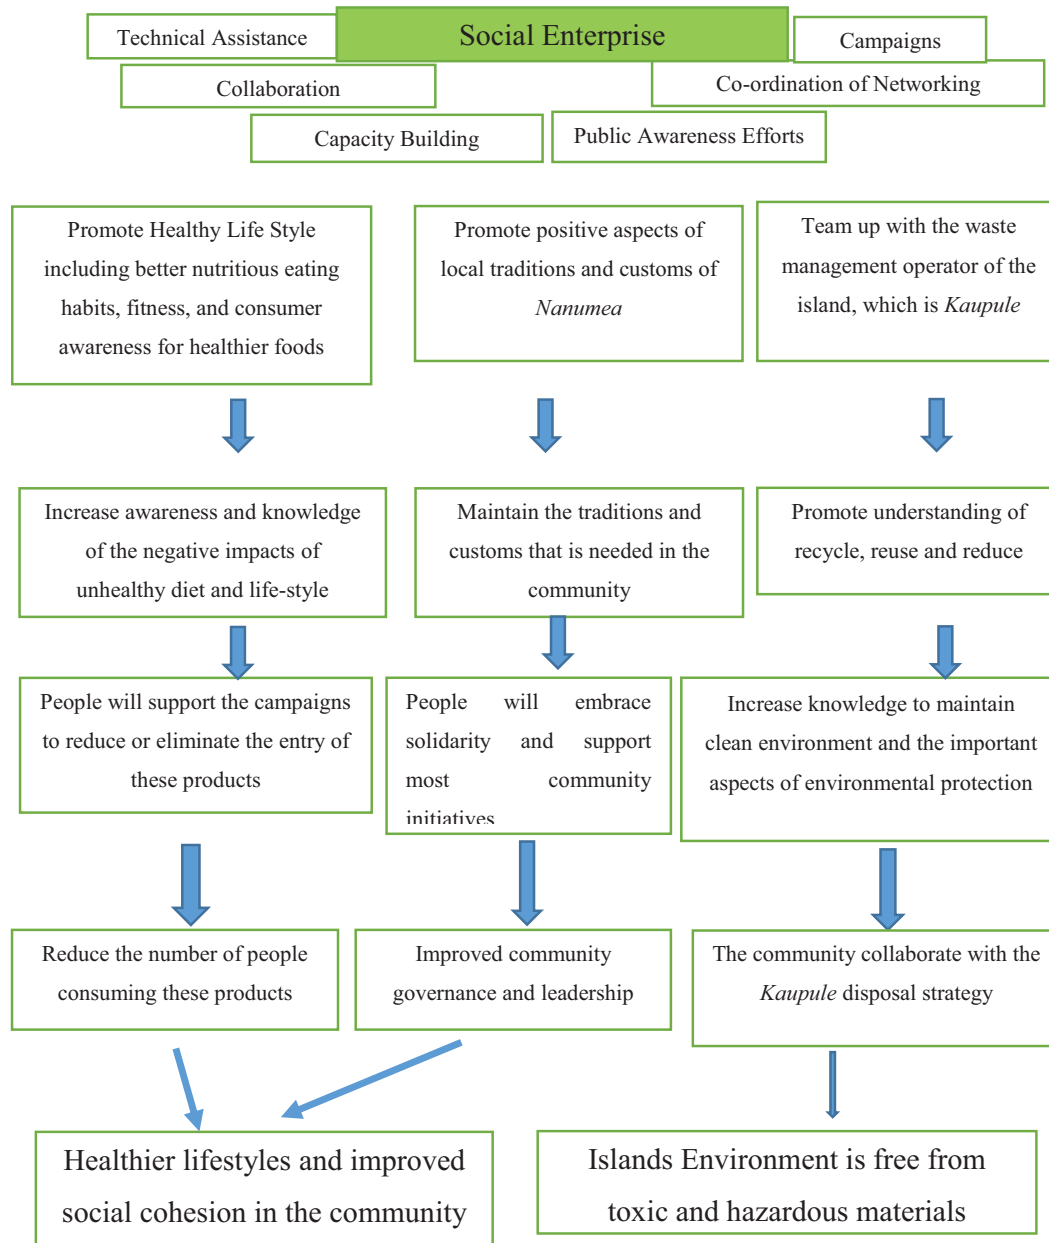 Technical Assistance
Social Enterprise
Campaigns
Collaboration
Co-ordination of Networking
Capacity Building
Public Awareness Efforts
Promote Healthy Life Style
including better nutritious eating
habits, fitness, and consumer
awareness for healthier foods
Promote positive aspects of
local traditions and customs of
Nanumea
Team up with the waste
management operator of the
island, which is Kaupule
Increase awareness and knowledge
of the negative impacts of
unhealthy diet and life-style
Maintain the traditions and
customs that is needed in the
community
Promote understanding of
recycle, reuse and reduce
People will support the campaigns
to reduce or eliminate the entry of
these products
People will embrace
solidarity and support
most community
initiatives
Increase knowledge to maintain
clean environment and the important
aspects of environmental protection
Reduce the number of people
consuming these products
Improved community
governance and leadership
The community collaborate with the
Kaupule disposal strategy
Healthier lifestyles and improved
social cohesion in the community
Islands Environment is free from
toxic and hazardous materials